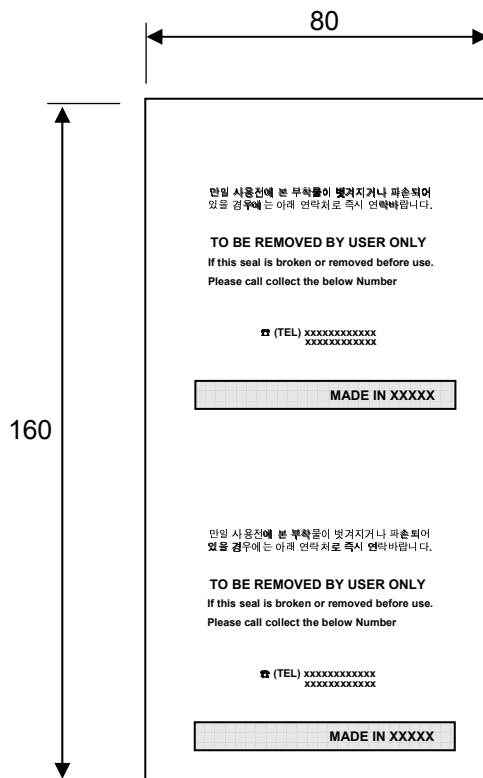 80
160
만일 사용전에 본 부착물이 벗겨지거나 파손되어
있을 경우에는 아래 연락처로 즉시 연락바랍니다.
TO BE REMOVED BY USER ONLY
If this seal is broken or removed before use.
Please call collect the below Number
☎ (TEL) xxxxxxxxxxxx
xxxxxxxxxxxx
MADE IN XXXXX
만일 사용전에 본 부착물이 벗겨지거나 파손되어
있을 경우에는 아래 연락처로 즉시 연락바랍니다.
TO BE REMOVED BY USER ONLY
If this seal is broken or removed before use.
Please call collect the below Number
☎ (TEL) xxxxxxxxxxxx
xxxxxxxxxxxx
MADE IN XXXXX